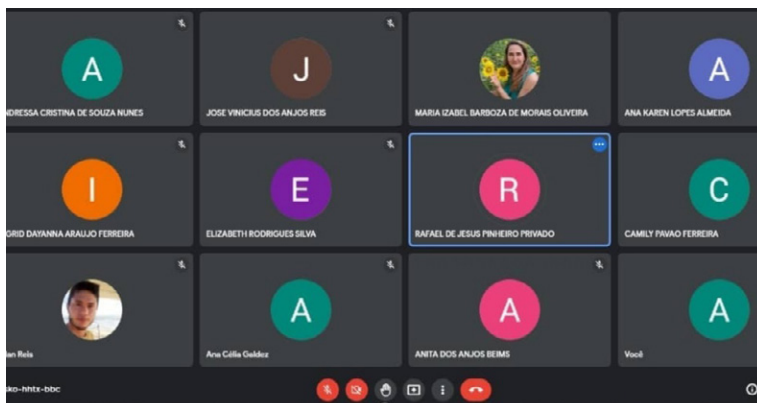 A
J
A
NDRESSA CRISTINA DE SOUZA NUNES
JOSE VINICIUS DOS ANJOS REIS
MARIA IZABEL BARBOZA DE MORAIS OLIVEIRA
ANA KAREN LOPES ALMEIDA
I
E
R
C
GRID DAYANNA ARAUJO FERREIRA
ELIZABETH RODRIGUES SILVA
RAFAEL DE JESUS PINHEIRO PRIVADO
CAMILY PAVAO FERREIRA
A
A
A
lan Reis
Ana Célia Galdez
ANITA DOS ANJOS BEIMS
Você
sko-hhtx-bbc